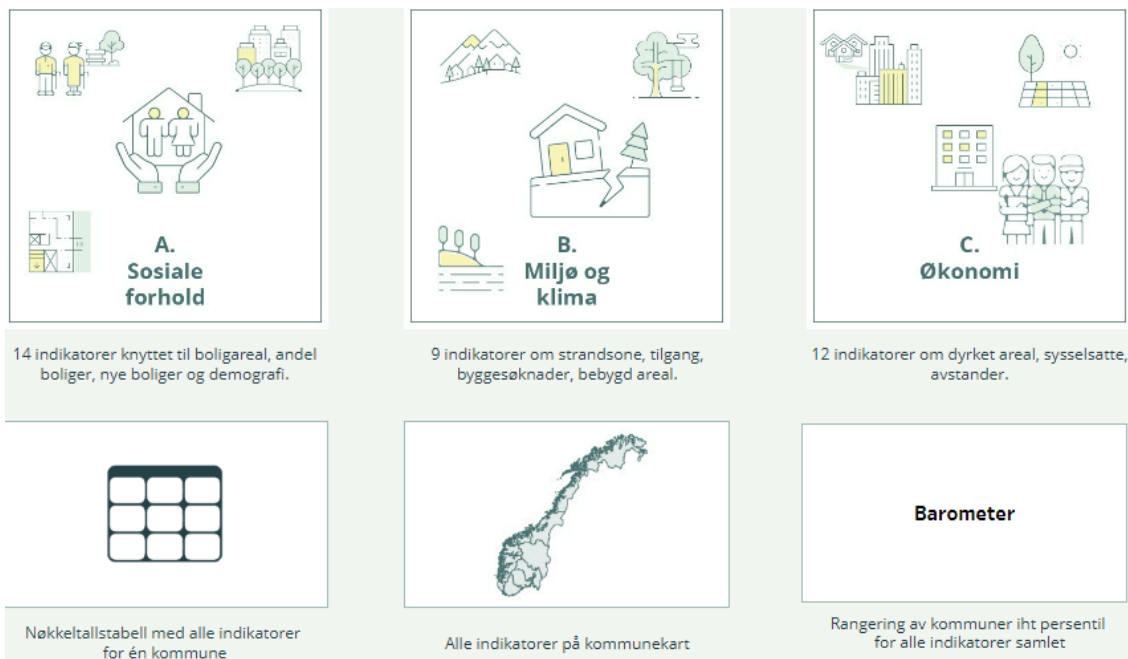 A.
Sosiale
forhold
14 indikatorer knyttet til boligareal, andel
boliger, nye boliger og demografi.
B.
Miljø og
klima
9 indikatorer om strandsone, tilgang,
byggesøknader, bebygd areal.
C.
Økonomi
12 indikatorer om dyrket areal, sysselsatte,
avstander.
Nøkkeltallstabell med alle indikatorer
for én kommune
Alle indikatorer på kommunekart
Barometer
Rangering av kommuner iht persentil
for alle indikatorer samlet